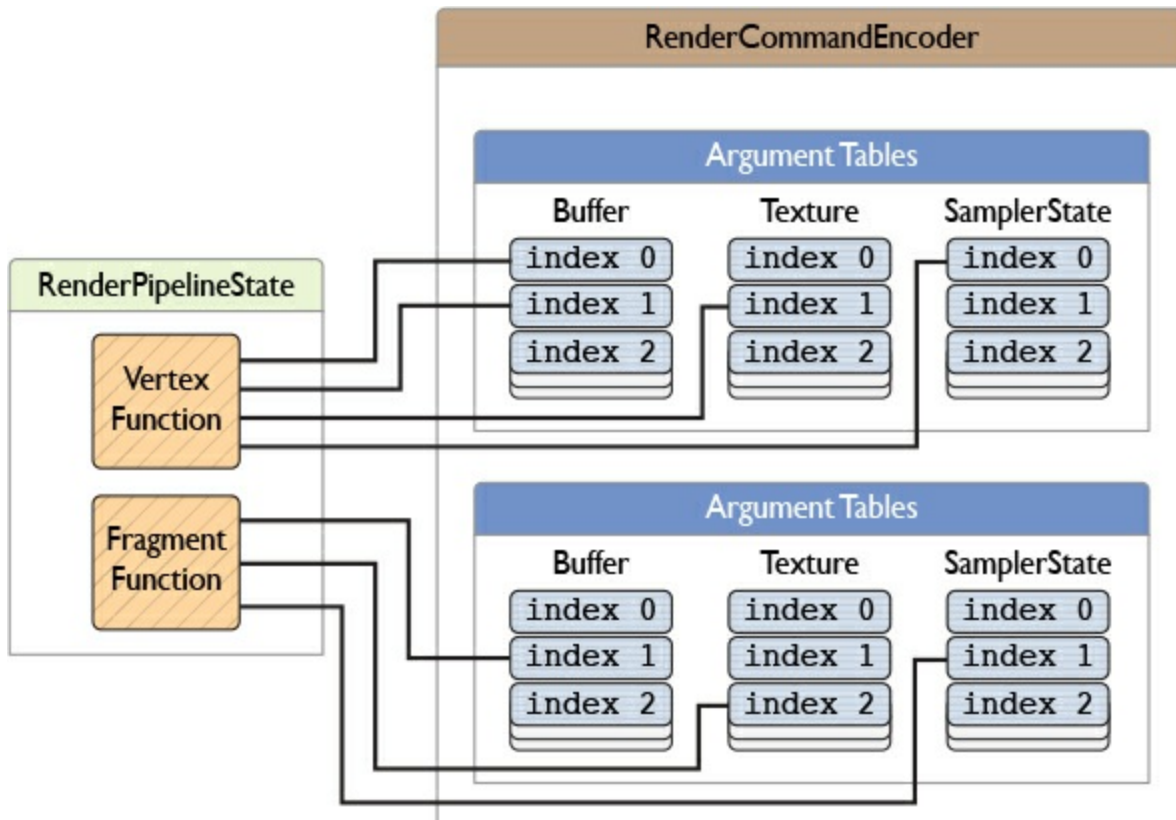 RenderCommandEncoder
Argument Tables
Buffer Texture SamplerState
index 0 index 0 index 0
index 1 index 1 index 1
index 2 index 2 index 2
RenderPipelineState
Vertex
Function
Fragment
Function
Argument Tables
Buffer Texture SamplerState
index 0 index 0 index 0
index 1 index 1 index 1
index 2 index 2 index 2